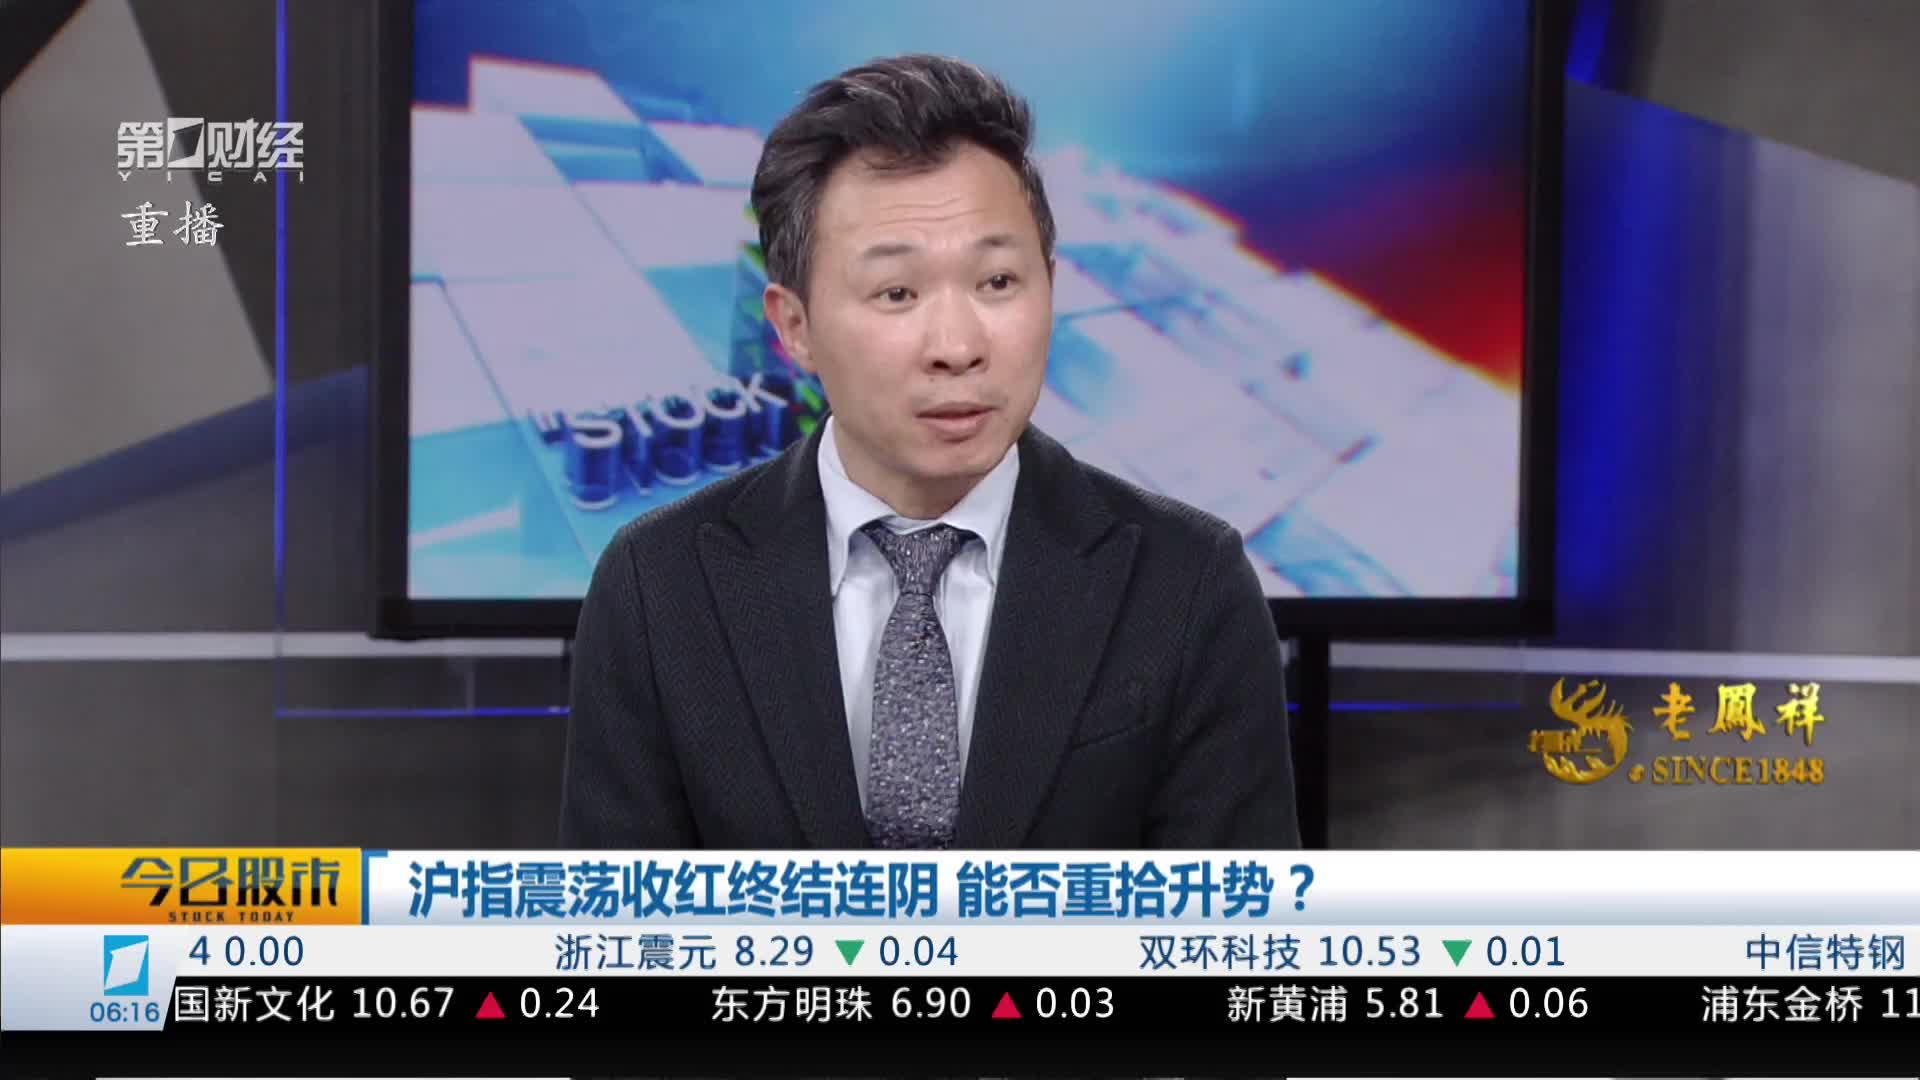 第1财经
YICAI
重播
"STOCK
老鳳祥
SINCE1848
今日股市
STOCK TODAY
沪指震荡收红终结连阴 能否重拾升势？
4 0.00 浙江震元 8.29 ▼ 0.04 双环科技 10.53 ▼ 0.01 中信特钢
06:16
国新文化 10.67 ▲ 0.24 东方明珠 6.90 ▲ 0.03 新黄浦 5.81 ▲ 0.06 浦东金桥 11